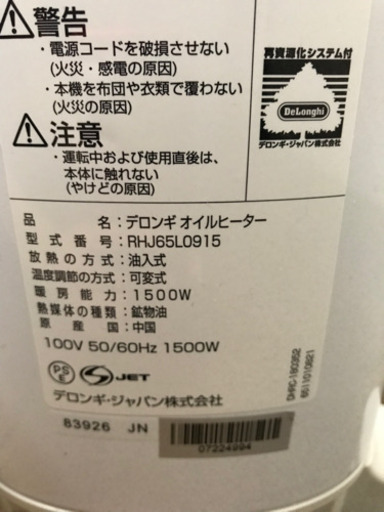 警告
・電源コードを破損させない
(火災・感電の原因)
・本機を布団や衣類で覆わない
(火災の原因)
注意
・運転中および使用直後は、
本体に触れない
(やけどの原因)
再資源化システム付
DeLonghi
デロンギ・ジャパン株式会社
品名：デロンギ オイルヒーター
型式番号：RHJ65L0915
放熱の方式：油入式
温度調節の方式：可変式
暖房能力：1500W
熱媒体の種類：鉱物油
原産国：中国
100V 50/60Hz 1500W
PSE JET
デロンギ・ジャパン株式会社
83926 JN
07224994
DHRC-180352
6511010821